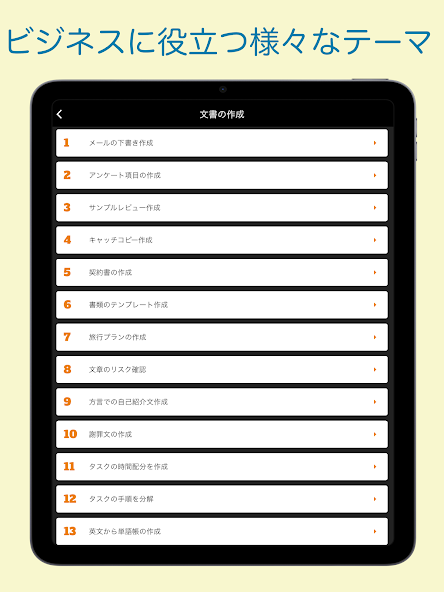 ビジネスに役立つ様々なテーマ
文書の作成
1 メールの下書き作成
2 アンケート項目の作成
3 サンプルレビュー作成
4 キャッチコピー作成
5 契約書の作成
6 書類のテンプレート作成
7 旅行プランの作成
8 文章のリスク確認
9 方言での自己紹介文作成
10 謝罪文の作成
11 タスクの時間配分を作成
12 タスクの手順を分解
13 英文から単語帳の作成